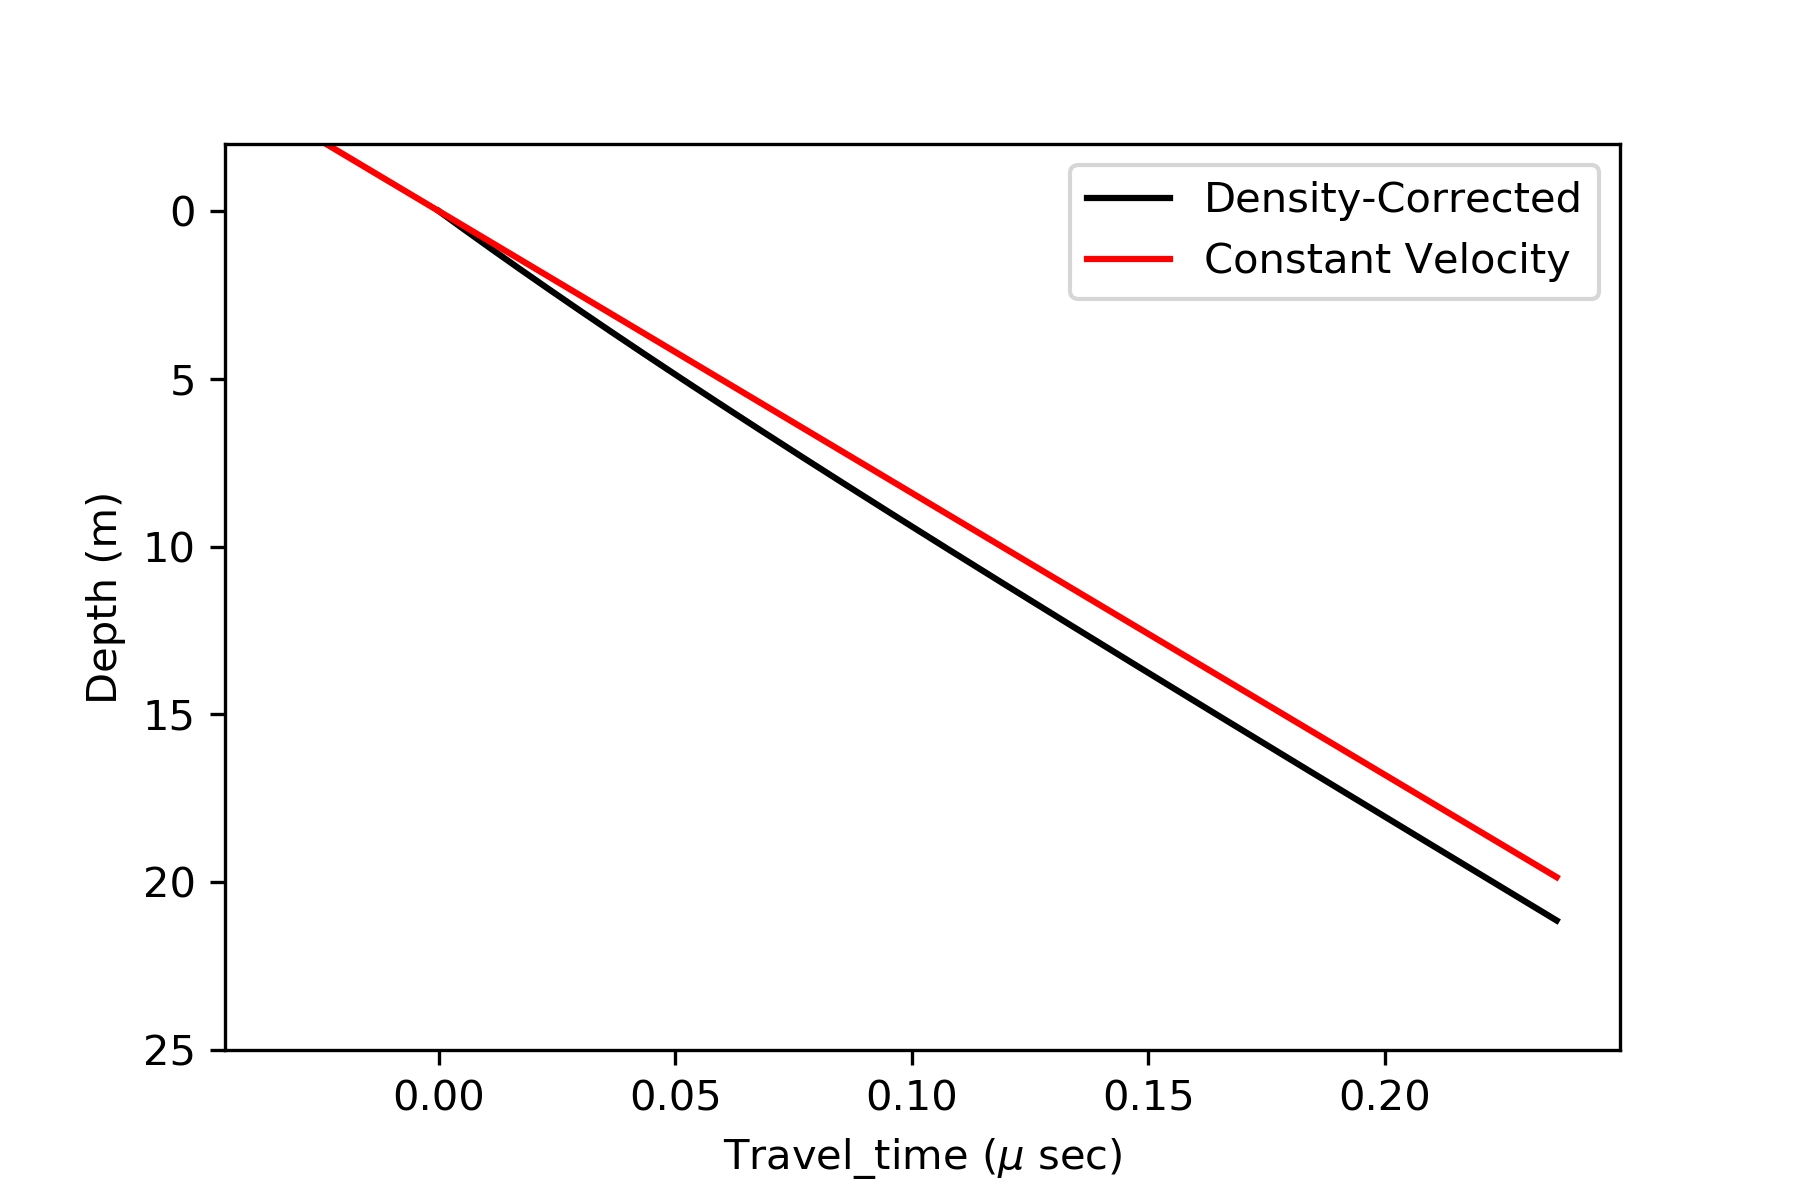 Density-Corrected
Constant Velocity
0
5
10
15
20
25
Depth (m)
0.00 0.05 0.10 0.15 0.20
Travel_time (μ sec)